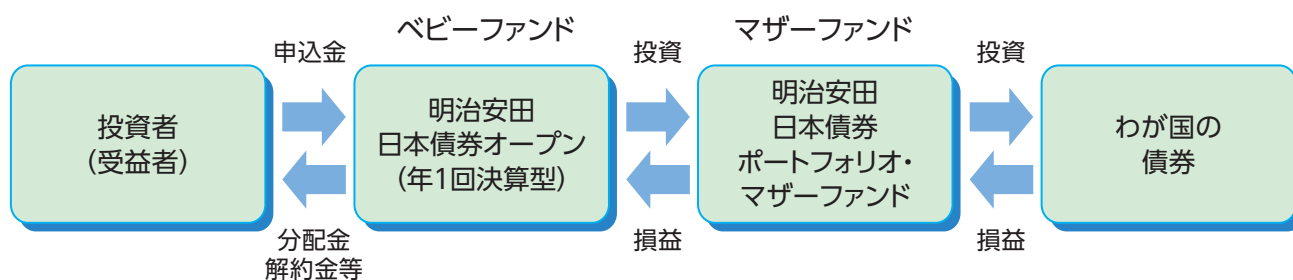 ベビーファンド
マザーファンド
申込金
投資
投資
投資者
（受益者）
明治安田
日本債券オープン
（年1回決算型）
明治安田
日本債券
ポートフォリオ・
マザーファンド
わが国の
債券
分配金
解約金等
損益
損益